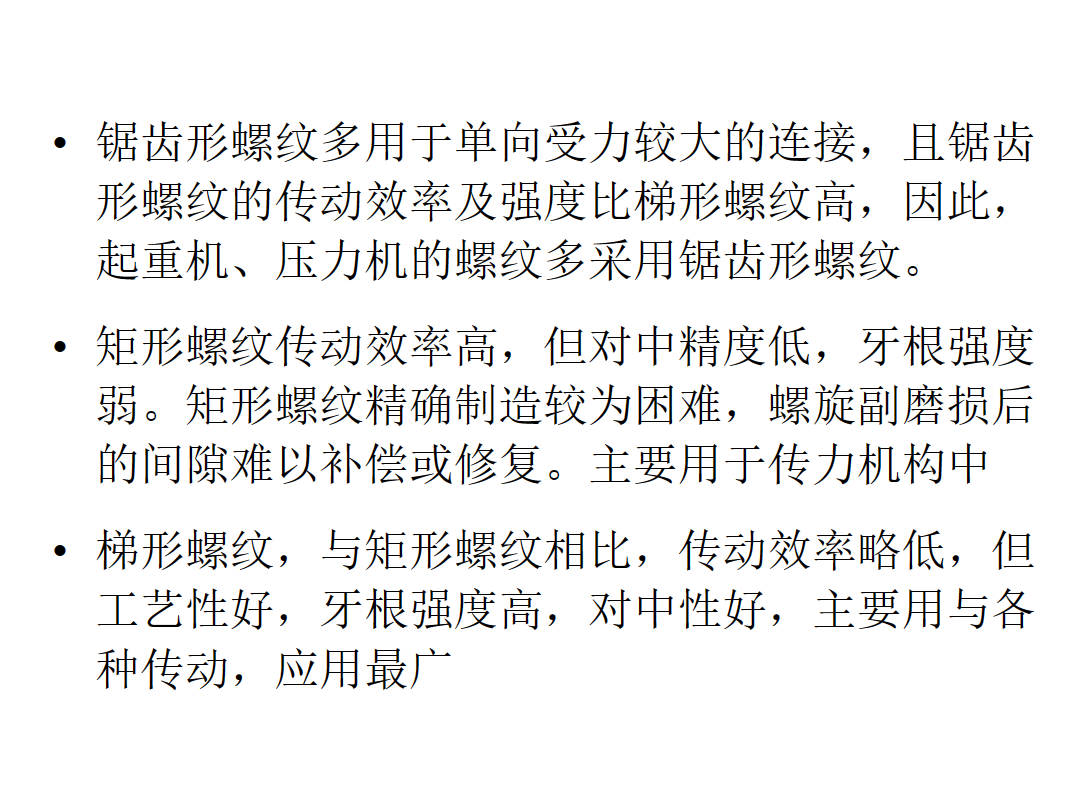 • 锯齿形螺纹多用于单向受力较大的连接，且锯齿
形螺纹的传动效率及强度比梯形螺纹高，因此，
起重机、压力机的螺纹多采用锯齿形螺纹。
• 矩形螺纹传动效率高，但对中精度低，牙根强度
弱。矩形螺纹精确制造较为困难，螺旋副磨损后
的间隙难以补偿或修复。主要用于传力机构中
• 梯形螺纹，与矩形螺纹相比，传动效率略低，但
工艺性好，牙根强度高，对中性好，主要用与各
种传动，应用最广